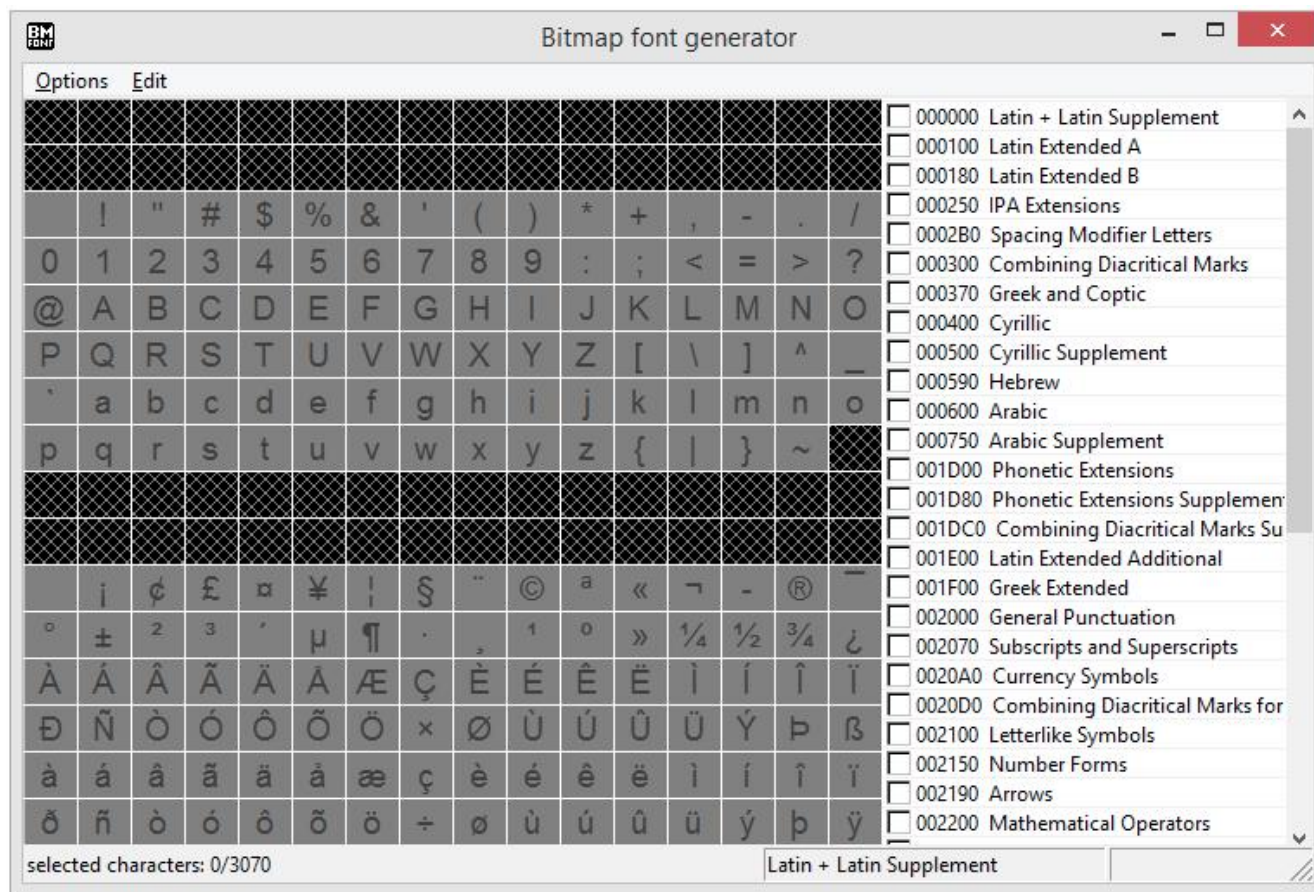 BM
FONT
Bitmap font generator
Options Edit
! " # $ % & ' ( ) * + , - . /
0 1 2 3 4 5 6 7 8 9 : ; < = > ?
@ A B C D E F G H I J K L M N O
P Q R S T U V W X Y Z [ \ ] ^ _
` a b c d e f g h i j k l m n o
p q r s t u v w x y z { | } ~
¡ ¢ £ ¤ ¥ ¦ § ¨ © ª « ¬ - ® ¯
° ± ² ³ ´ µ ¶ · ¸ ¹ º » ¼ ½ ¾ ¿
À Á Â Ã Ä Å Æ Ç È É Ê Ë Ì Í Î Ï
Ð Ñ Ò Ó Ô Õ Ö × Ø Ù Ú Û Ü Ý Þ ß
à á â ã ä å æ ç è é ê ë ì í î ï
ð ñ ò ó ô õ ö ÷ ø ù ú û ü ý þ ÿ
000000 Latin + Latin Supplement
000100 Latin Extended A
000180 Latin Extended B
000250 IPA Extensions
0002B0 Spacing Modifier Letters
000300 Combining Diacritical Marks
000370 Greek and Coptic
000400 Cyrillic
000500 Cyrillic Supplement
000590 Hebrew
000600 Arabic
000750 Arabic Supplement
001D00 Phonetic Extensions
001D80 Phonetic Extensions Supplemen
001DC0 Combining Diacritical Marks Su
001E00 Latin Extended Additional
001F00 Greek Extended
002000 General Punctuation
002070 Subscripts and Superscripts
0020A0 Currency Symbols
0020D0 Combining Diacritical Marks for
002100 Letterlike Symbols
002150 Number Forms
002190 Arrows
002200 Mathematical Operators
selected characters: 0/3070
Latin + Latin Supplement